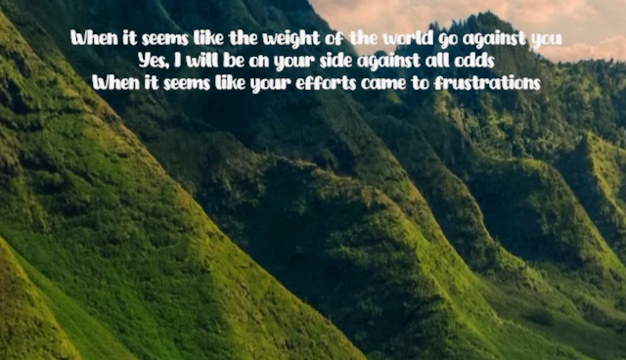 When it seems like the weight of the world go against you
Yes, I will be on your side against all odds
When it seems like your efforts came to frustrations